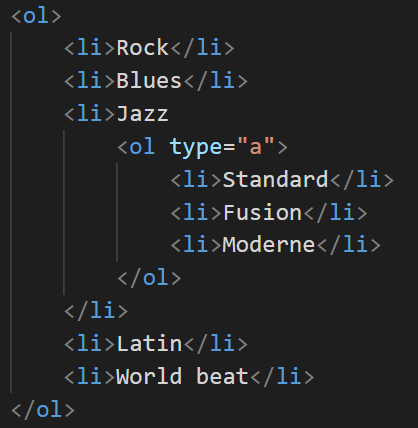 <ol>
<li>Rock</li>
<li>Blues</li>
<li>Jazz
<ol type="a">
<li>Standard</li>
<li>Fusion</li>
<li>Moderne</li>
</ol>
</li>
<li>Latin</li>
<li>World beat</li>
</ol>